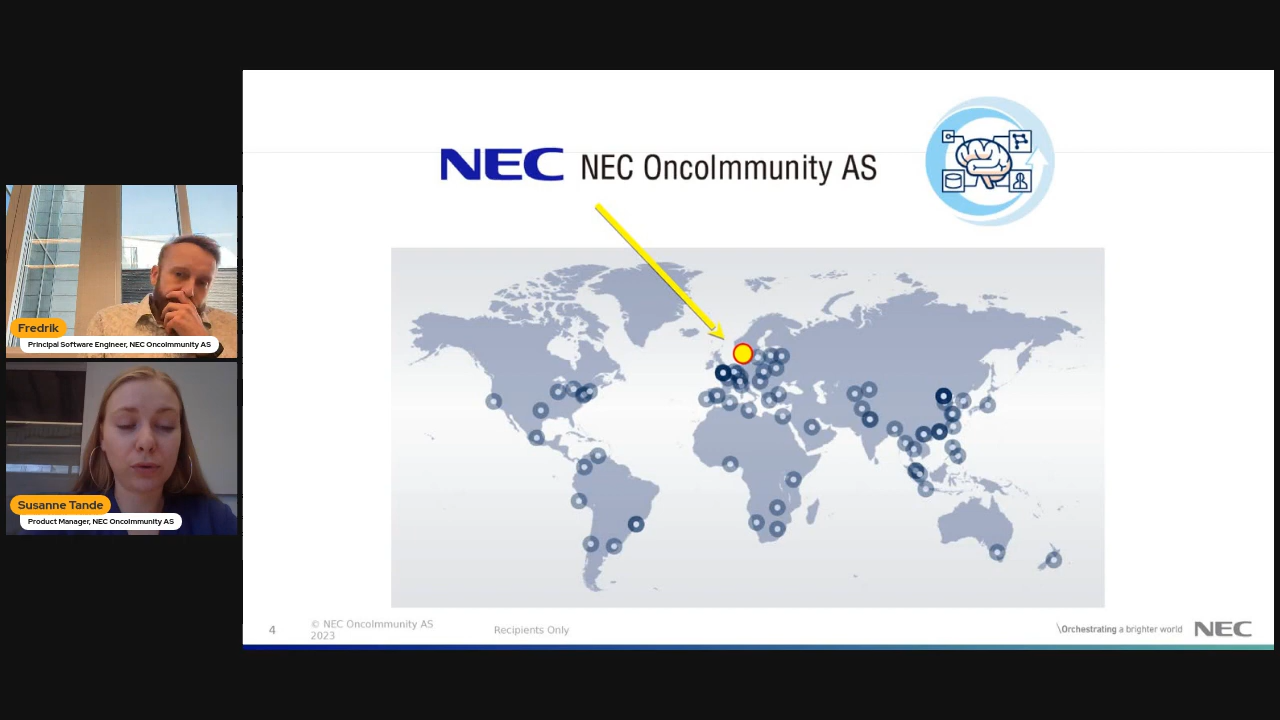 NEC NEC OncoImmunity AS
Fredrik
Principal Software Engineer, NEC OncoImmunity AS
Susanne Tande
Product Manager, NEC OncoImmunity AS
4
© NEC OncoImmunity AS
2023
Recipients Only
\Orchestrating a brighter world NEC